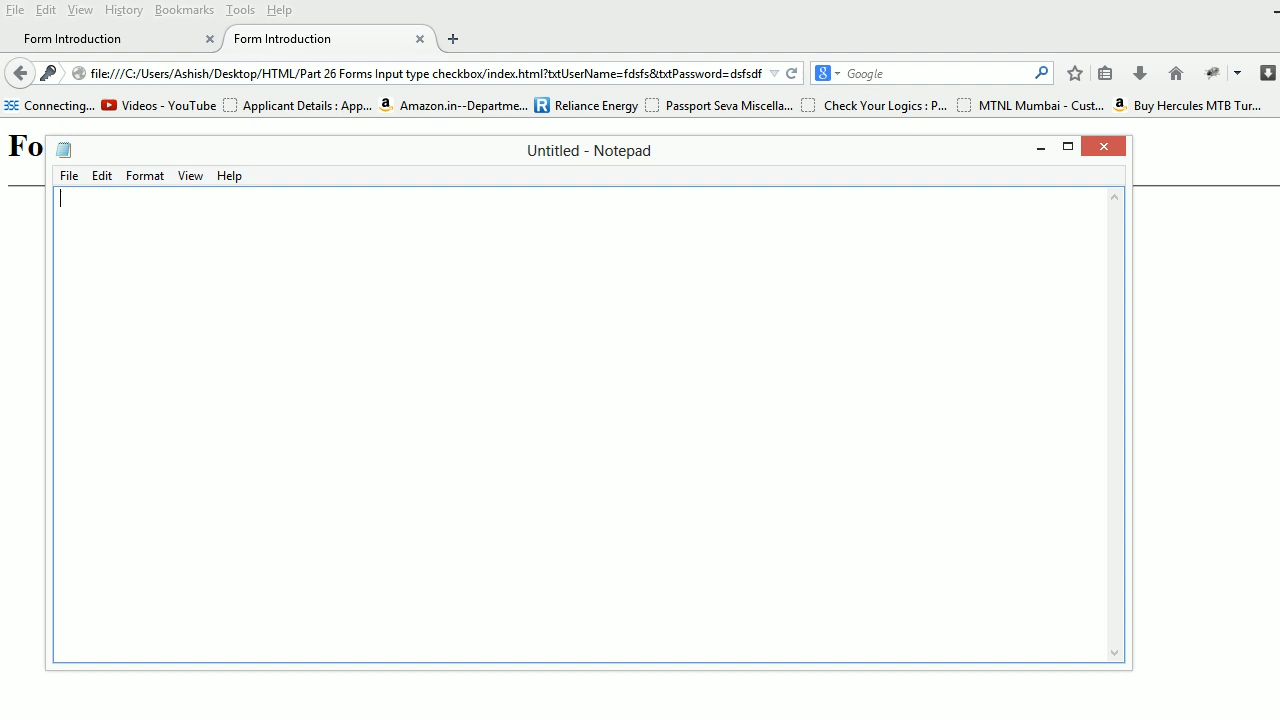 File Edit View History Bookmarks Tools Help
Form Introduction Form Introduction
file:///C:/Users/Ashish/Desktop/HTML/Part 26 Formar input type checkbox/index.html?txtUserName=fdsfs&txtPassword=dsfsdf Google
Connecting... Videos - YouTube Applicant Details : App... Amazon.in--Departme... Reliance Energy Passport Seva Miscella... Check Your Logics : P... MTNL Mumbai - Cust... Buy Hercules MTB Tur...
Fo
Untitled - Notepad
File Edit Format View Help